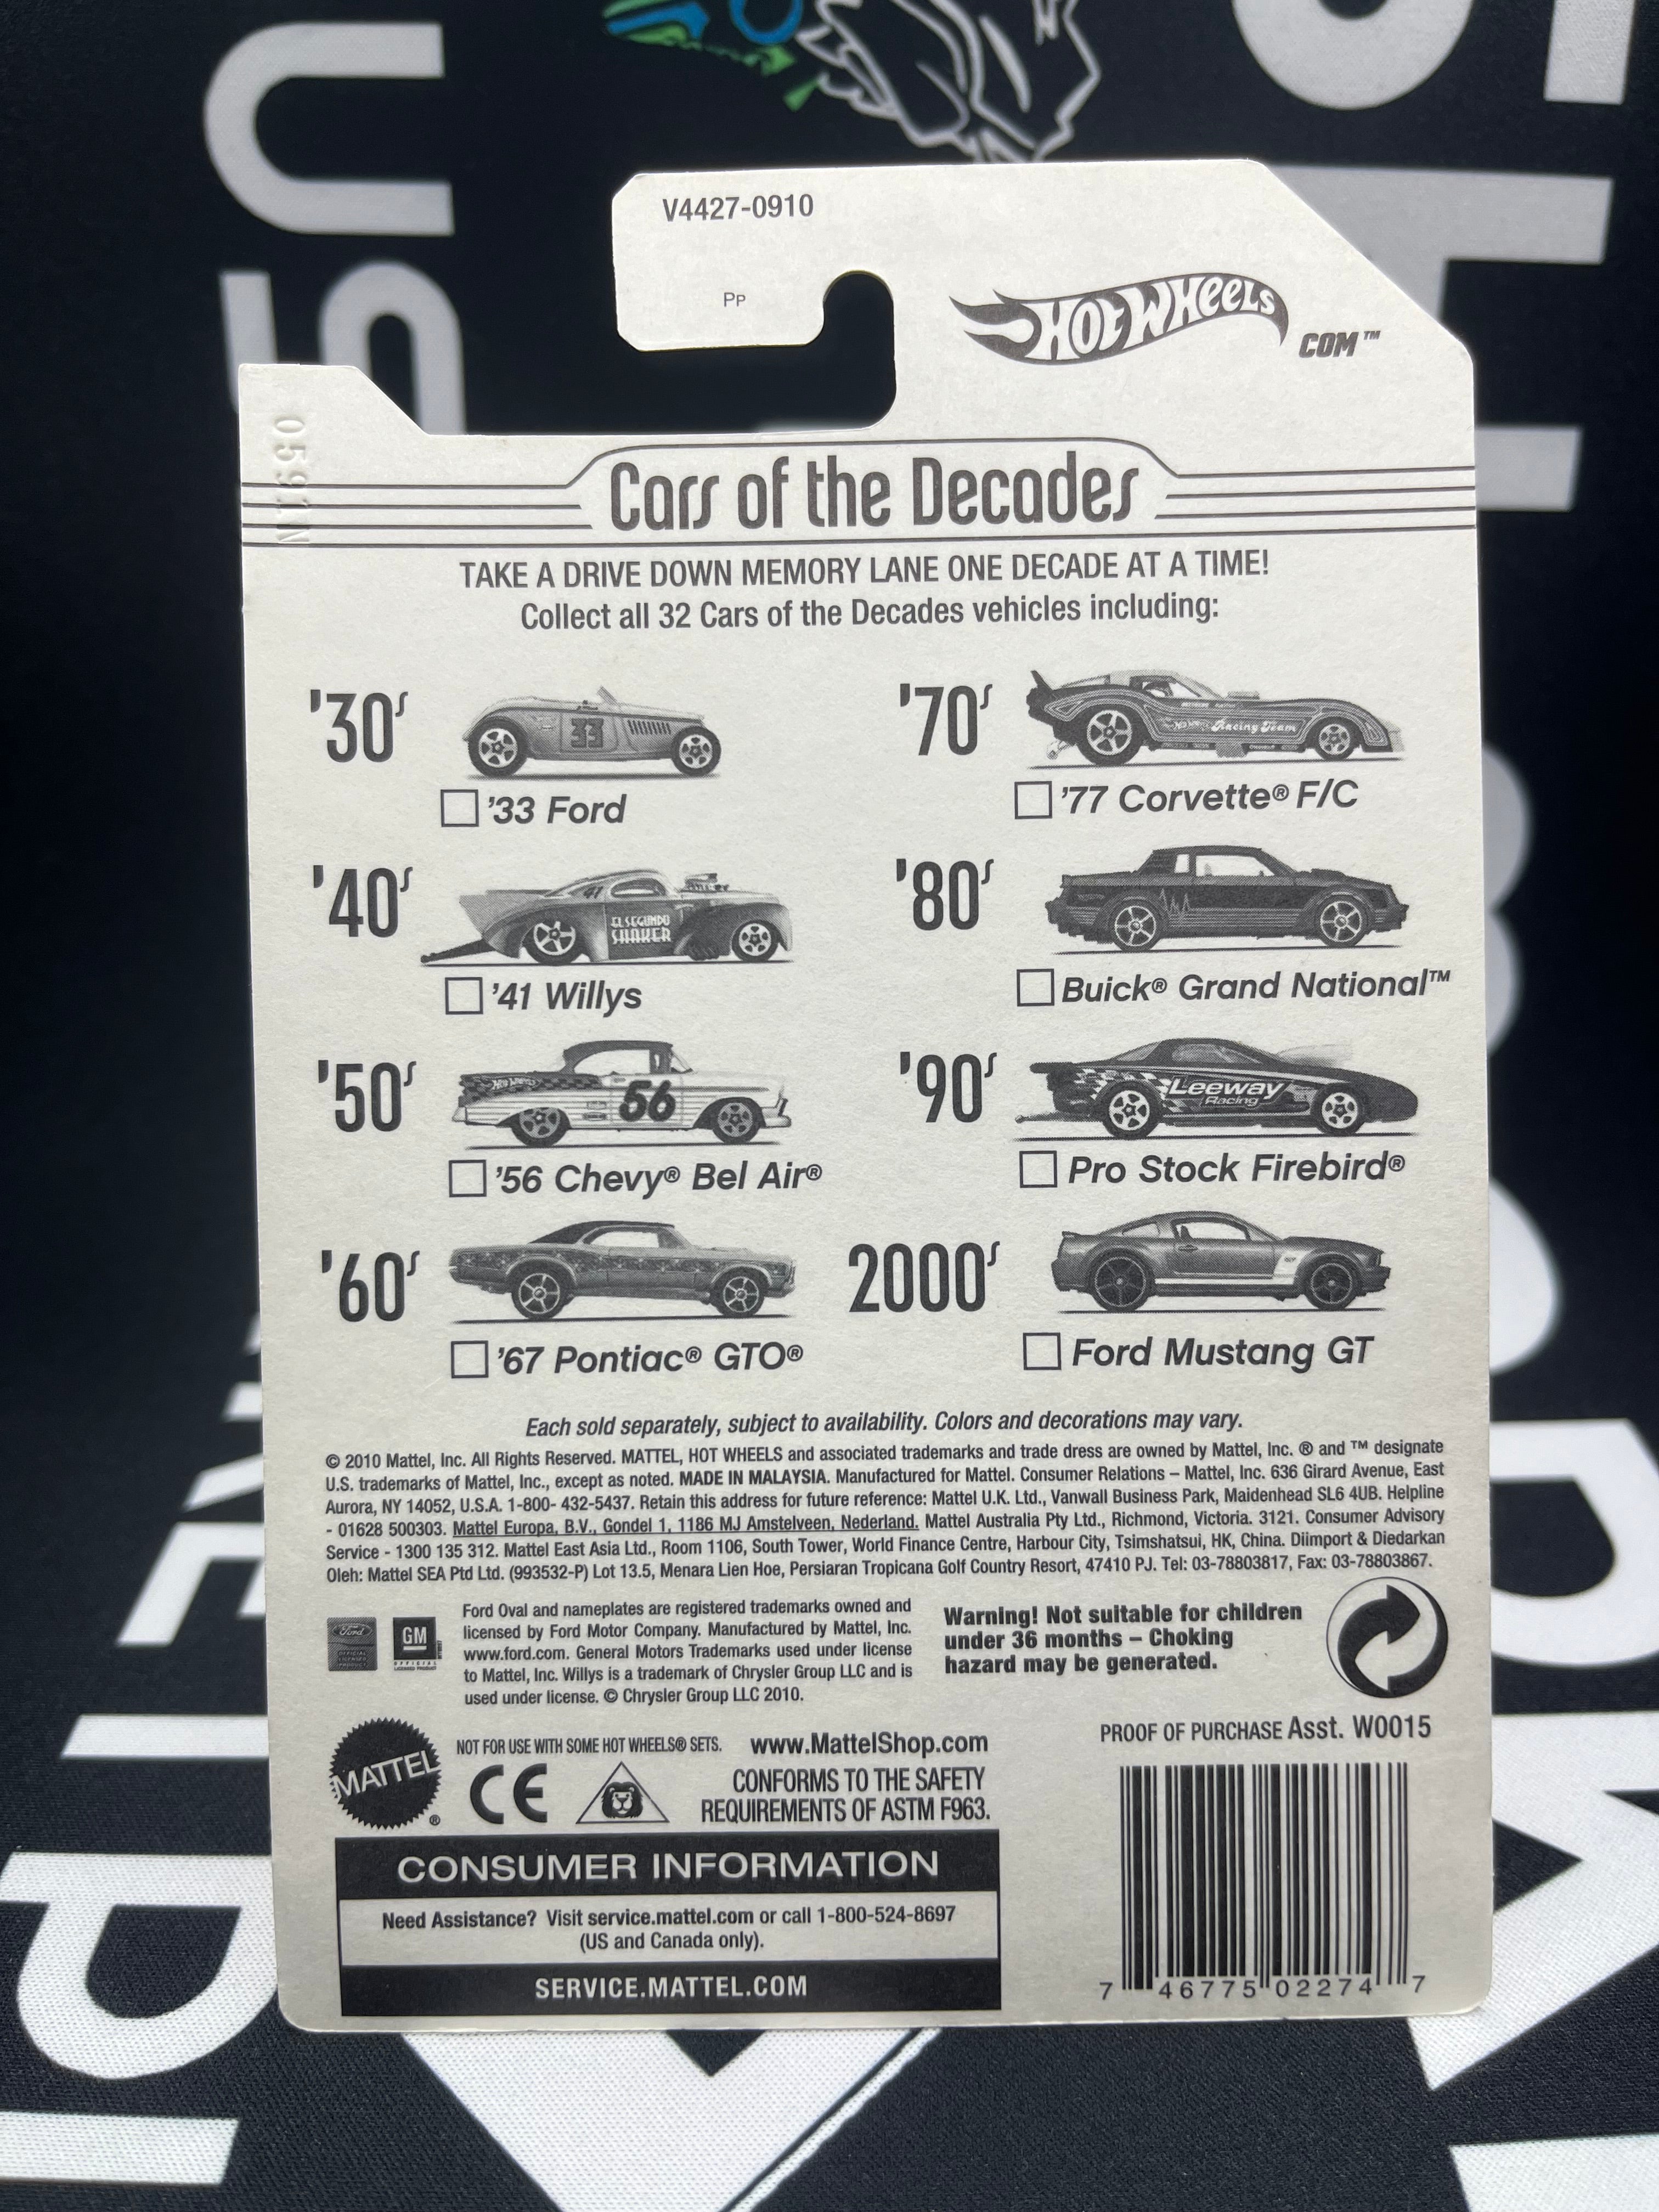 V4427-0910
PP
HOT WHEELS
.COM™
0591N
Cars of the Decades
TAKE A DRIVE DOWN MEMORY LANE ONE DECADE AT A TIME!
Collect all 32 Cars of the Decades vehicles including:
'30s
33
'33 Ford
'40s
41
EL SEGUNDO
SHAKER
'41 Willys
'50s
HOT WHEELS
56
'56 Chevy® Bel Air®
'60s
'67 Pontiac® GTO®
'70s
Racing Team
'77 Corvette® F/C
'80s
Buick® Grand National™
'90s
Leeway
Racing
Pro Stock Firebird®
2000s
Ford Mustang GT
Each sold separately, subject to availability. Colors and decorations may vary.
© 2010 Mattel, Inc. All Rights Reserved. MATTEL, HOT WHEELS and associated trademarks and trade dress are owned by Mattel, Inc. ® and ™ designate
U.S. trademarks of Mattel, Inc., except as noted. MADE IN MALAYSIA. Manufactured for Mattel. Consumer Relations – Mattel, Inc. 636 Girard Avenue, East
Aurora, NY 14052, U.S.A. 1-800- 432-5437. Retain this address for future reference: Mattel U.K. Ltd., Vanwall Business Park, Maidenhead SL6 4UB. Helpline
- 01628 500303. Mattel Europa, B.V., Gondel 1, 1186 MJ Amstelveen, Nederland. Mattel Australia Pty Ltd., Richmond, Victoria. 3121. Consumer Advisory
Service - 1300 135 312. Mattel East Asia Ltd., Room 1106, South Tower, World Finance Centre, Harbour City, Tsimshatsui, HK, China. Diimport & Diedarkan
Oleh: Mattel SEA Ptd Ltd. (993532-P) Lot 13.5, Menara Lien Hoe, Persiaran Tropicana Golf Country Resort, 47410 PJ. Tel: 03-78803817, Fax: 03-78803867.
Ford
OFFICIAL
LICENSED
PRODUCT
GM
OFFICIAL
LICENSED PRODUCT
Ford Oval and nameplates are registered trademarks owned and
licensed by Ford Motor Company. Manufactured by Mattel, Inc.
www.ford.com. General Motors Trademarks used under license
to Mattel, Inc. Willys is a trademark of Chrysler Group LLC and is
used under license. © Chrysler Group LLC 2010.
Warning! Not suitable for children
under 36 months – Choking
hazard may be generated.
MATTEL®
NOT FOR USE WITH SOME HOT WHEELS® SETS.
www.MattelShop.com
CE
CONFORMS TO THE SAFETY
REQUIREMENTS OF ASTM F963.
PROOF OF PURCHASE Asst. W0015
CONSUMER INFORMATION
Need Assistance? Visit service.mattel.com or call 1-800-524-8697
(US and Canada only).
SERVICE.MATTEL.COM
7 46775 02274 7